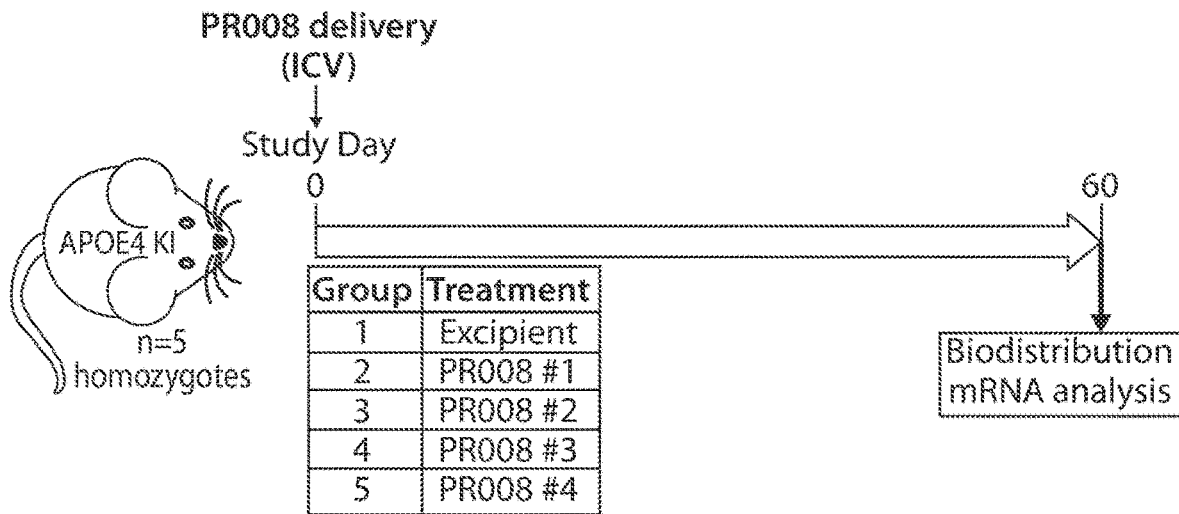 PR008 delivery
(ICV)
Study Day
0
60
APOE4 KI
n=5
homozygotes
Group Treatment
1 Excipient
2 PR008 #1
3 PR008 #2
4 PR008 #3
5 PR008 #4
Biodistribution
mRNA analysis